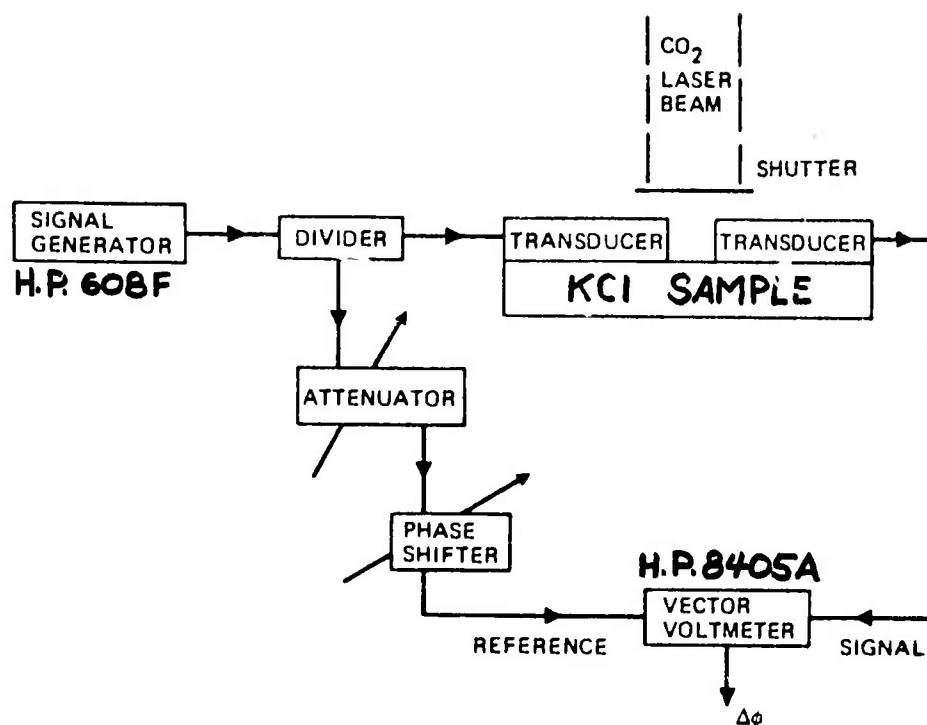 CO₂
LASER
BEAM
SHUTTER
SIGNAL
GENERATOR
H.P. 608F
DIVIDER
TRANSDUCER
TRANSDUCER
KCl SAMPLE
ATTENUATOR
PHASE
SHIFTER
H.P. 8405A
VECTOR
VOLTMETER
REFERENCE
SIGNAL
Δϕ